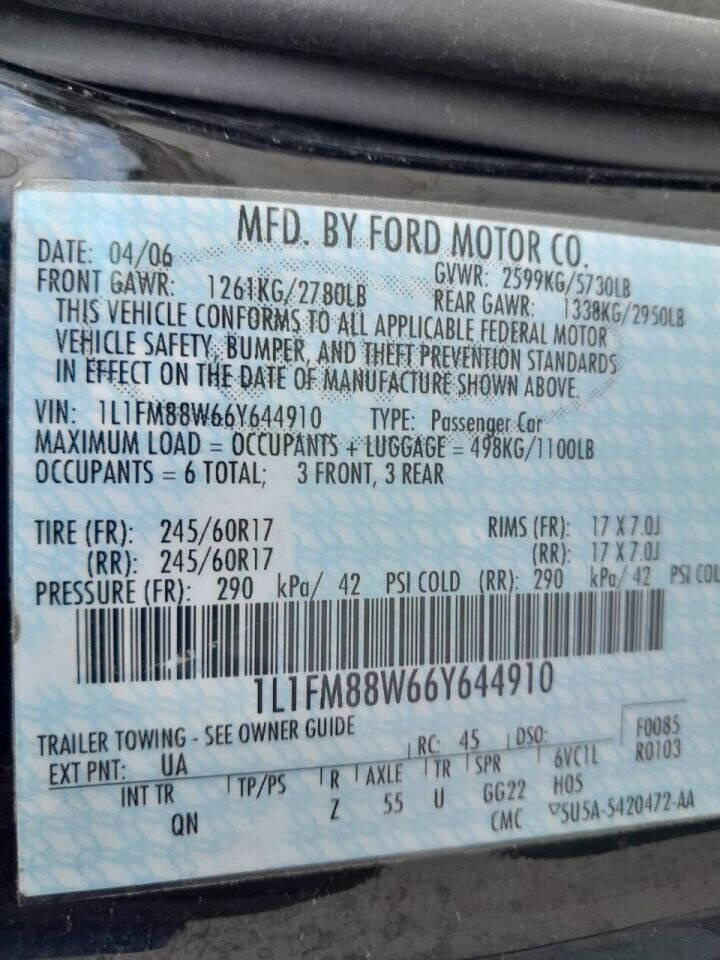 MFD. BY FORD MOTOR CO.
DATE: 04/06 GVWR: 2599KG/5730LB
FRONT GAWR: 1261KG/2780LB REAR GAWR: 1338KG/2950LB
THIS VEHICLE CONFORMS TO ALL APPLICABLE FEDERAL MOTOR
VEHICLE SAFETY, BUMPER, AND THEFT PREVENTION STANDARDS
IN EFFECT ON THE DATE OF MANUFACTURE SHOWN ABOVE.
VIN: 1L1FM88W66Y644910 TYPE: Passenger Car
MAXIMUM LOAD = OCCUPANTS + LUGGAGE = 498KG/1100LB
OCCUPANTS = 6 TOTAL; 3 FRONT, 3 REAR
TIRE (FR): 245/60R17 RIMS (FR): 17 X 7.0J
(RR): 245/60R17 (RR): 17 X 7.0J
PRESSURE (FR): 290 kPa/ 42 PSI COLD (RR): 290 kPa/ 42 PSI COL
1L1FM88W66Y644910
TRAILER TOWING - SEE OWNER GUIDE
EXT PNT: UA RC: 45 DSO: F0085
INT TR TP/PS R AXLE TR SPR 6VC1L R0103
QN Z 55 U GG22 H05
CMC ▽5U5A-5420472-AA